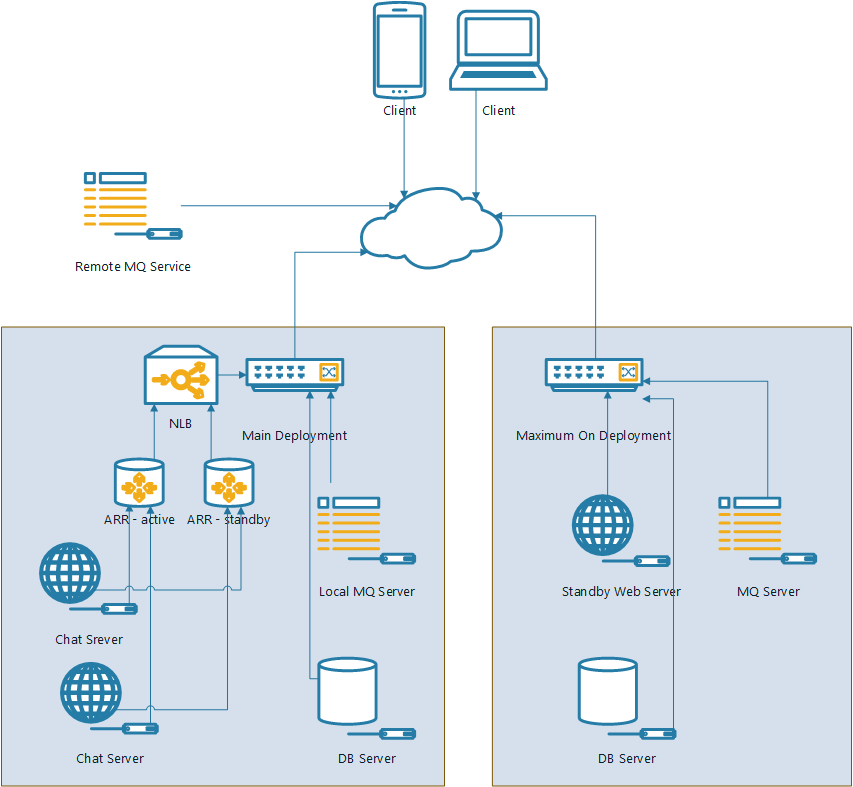 Client
Client
Remote MQ Service
NLB
Main Deployment
Maximum On Deployment
ARR - active
ARR - standby
Local MQ Server
Standby Web Server
MQ Server
Chat Srever
Chat Server
DB Server
DB Server